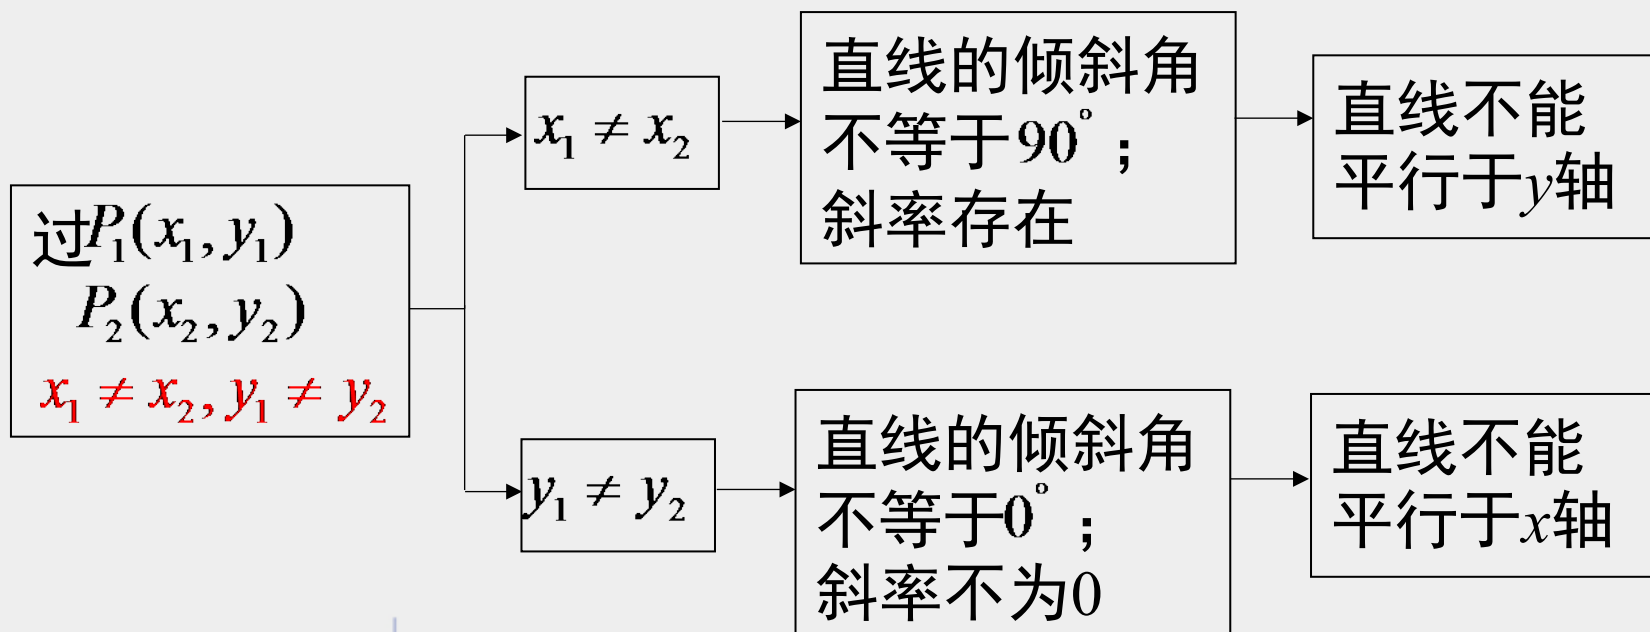 过P₁(x₁, y₁)
P₂(x₂, y₂)
x₁ ≠ x₂, y₁ ≠ y₂
x₁ ≠ x₂
直线的倾斜角
不等于90°；
斜率存在
直线不能
平行于y轴
y₁ ≠ y₂
直线的倾斜角
不等于0°；
斜率不为0
直线不能
平行于x轴